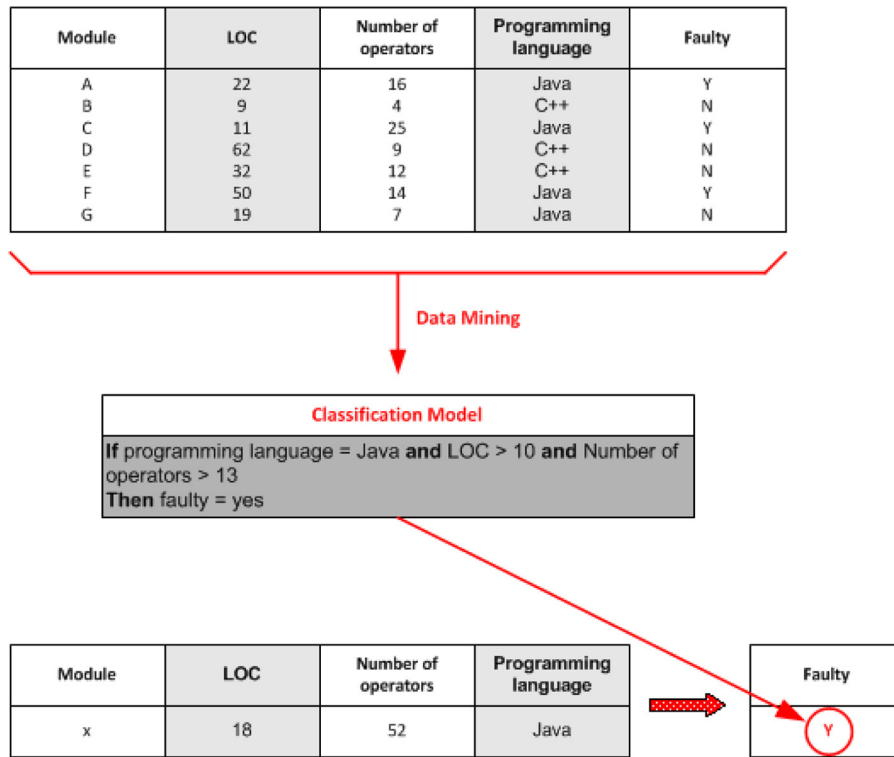 Module LOC Number of operators Programming language Faulty
A 22 16 Java Y
B 9 4 C++ N
C 11 25 Java Y
D 62 9 C++ N
E 32 12 C++ N
F 50 14 Java Y
G 19 7 Java N
Data Mining
Classification Model
If programming language = Java and LOC > 10 and Number of
operators > 13
Then faulty = yes
Module LOC Number of operators Programming language Faulty
x 18 52 Java Y